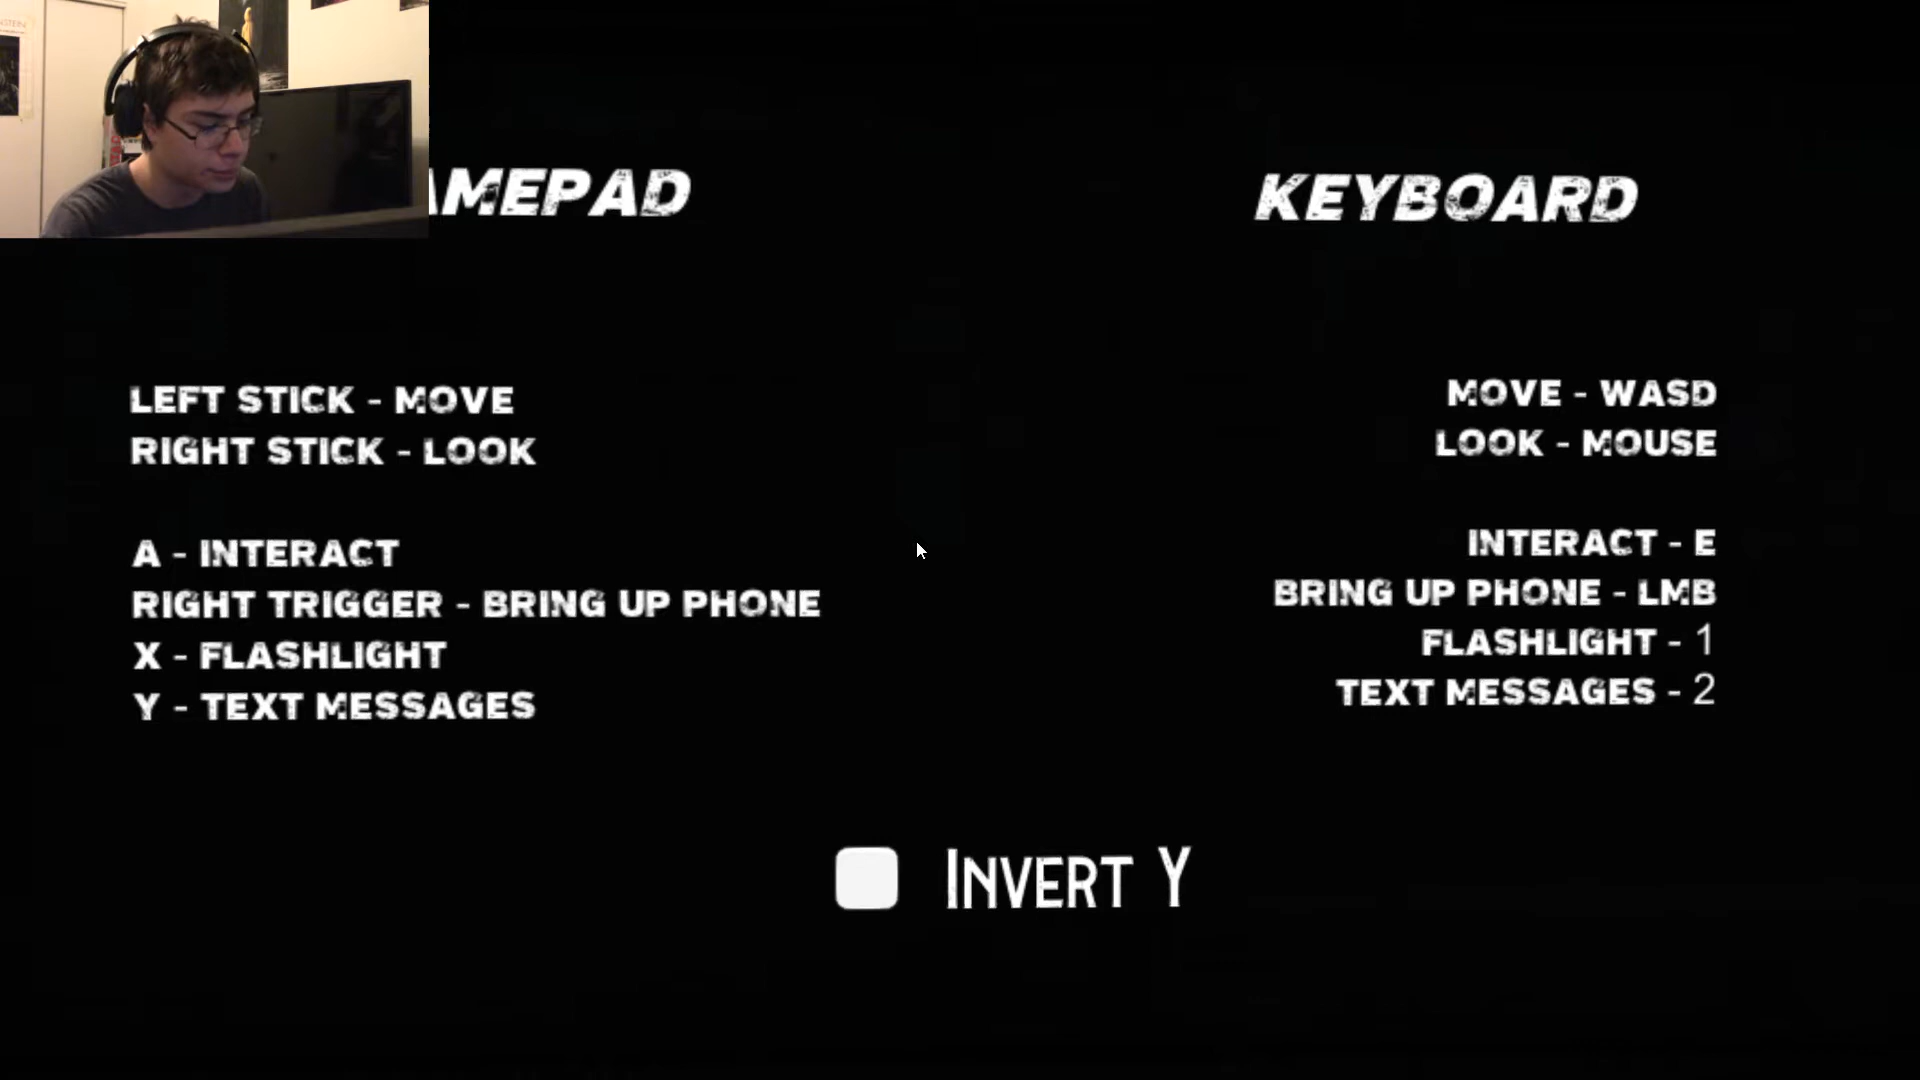 AMEPAD
KEYBOARD
LEFT STICK - MOVE
RIGHT STICK - LOOK
A - INTERACT
RIGHT TRIGGER - BRING UP PHONE
X - FLASHLIGHT
Y - TEXT MESSAGES
MOVE - WASD
LOOK - MOUSE
INTERACT - E
BRING UP PHONE - LMB
FLASHLIGHT - 1
TEXT MESSAGES - 2
INVERT Y